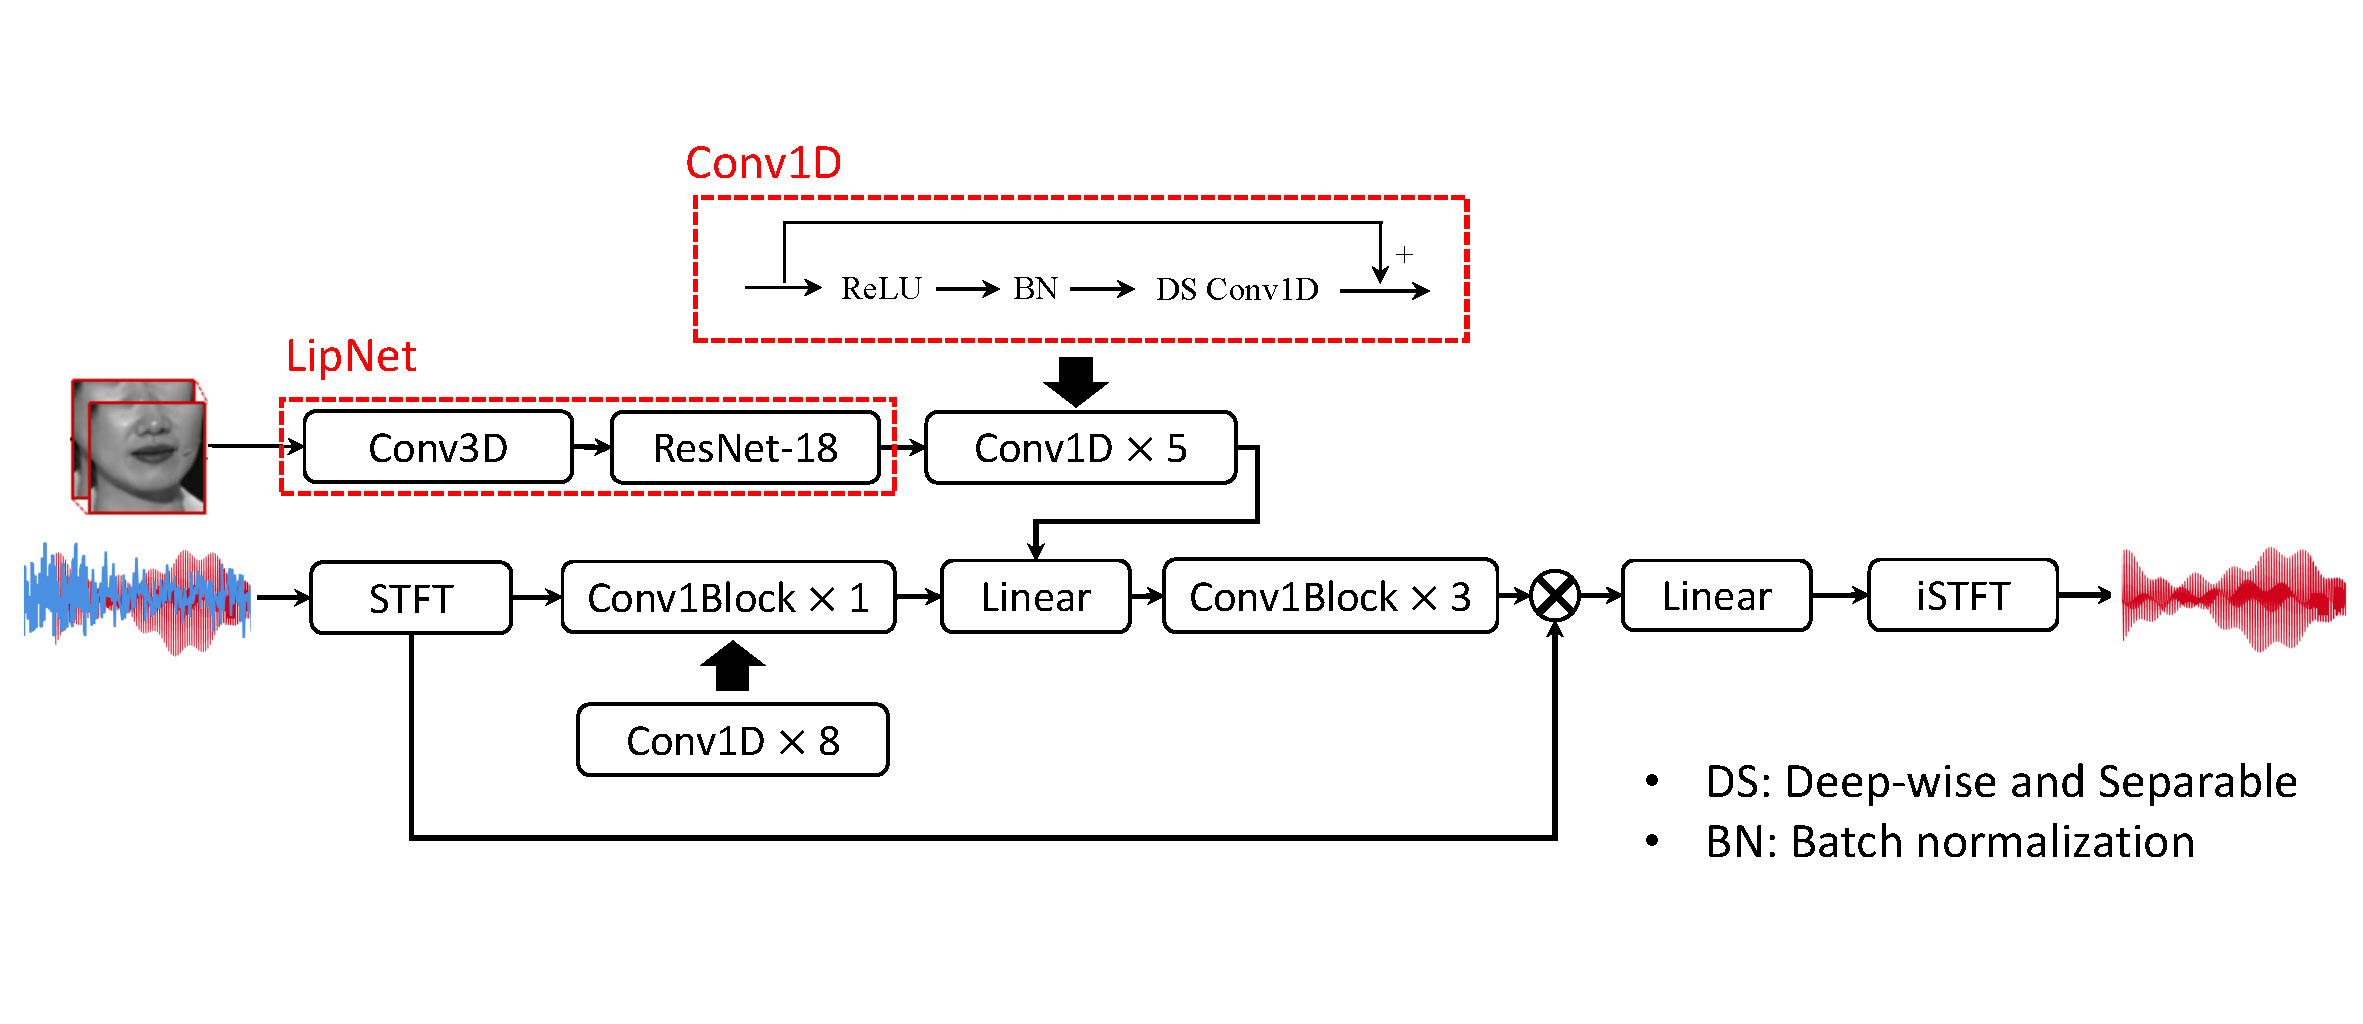 Conv1D
+
ReLU
BN
DS Conv1D
LipNet
Conv3D
ResNet-18
Conv1D × 5
STFT
Conv1Block × 1
Linear
Conv1Block × 3
Linear
iSTFT
Conv1D × 8
• DS: Deep-wise and Separable
• BN: Batch normalization